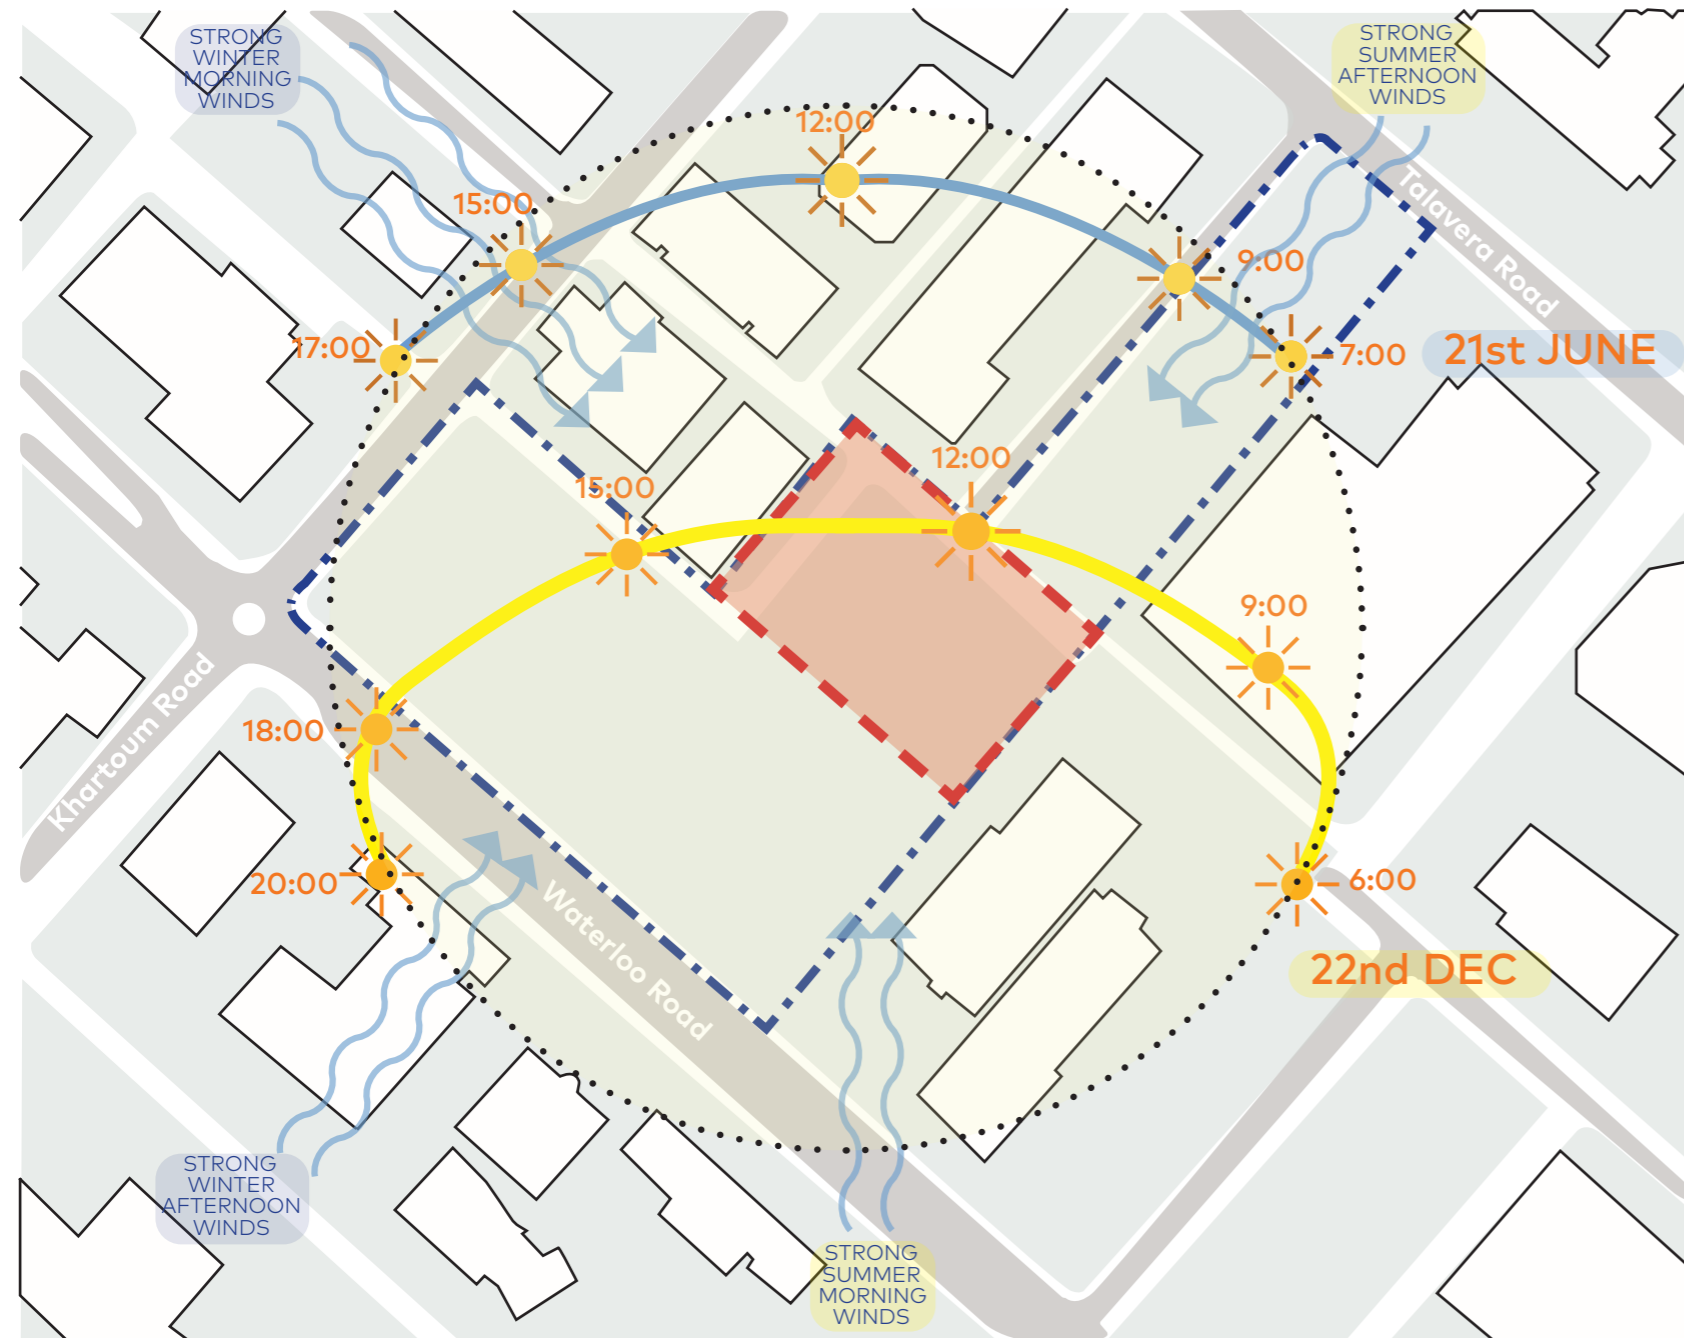 STRONG
WINTER
MORNING
WINDS
STRONG
SUMMER
AFTERNOON
WINDS
12:00
15:00
Talavera Road
9:00
17:00
7:00
21st JUNE
12:00
15:00
9:00
Khartoum Road
18:00
20:00
6:00
Waterloo Road
22nd DEC
STRONG
WINTER
AFTERNOON
WINDS
STRONG
SUMMER
MORNING
WINDS